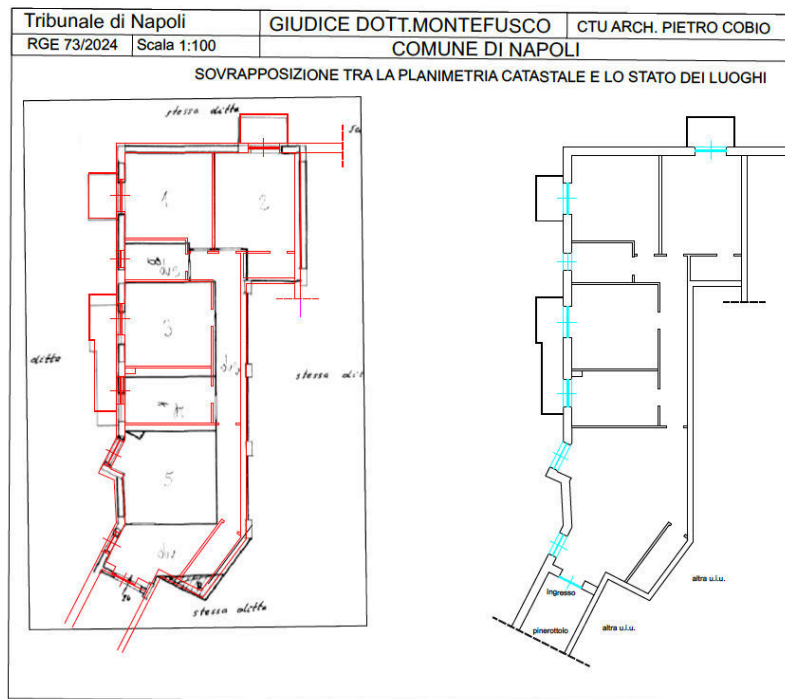 Tribunale di Napoli
GIUDICE DOTT.MONTEFUSCO
CTU ARCH. PIETRO COBIO
RGE 73/2024
Scala 1:100
COMUNE DI NAPOLI
SOVRAPPOSIZIONE TRA LA PLANIMETRIA CATASTALE E LO STATO DEI LUOGHI
stessa ditta
1
2
3
ditta
stessa
5
stessa ditta
ingresso
pinerottolo
altra u.i.u.
altra u.i.u.